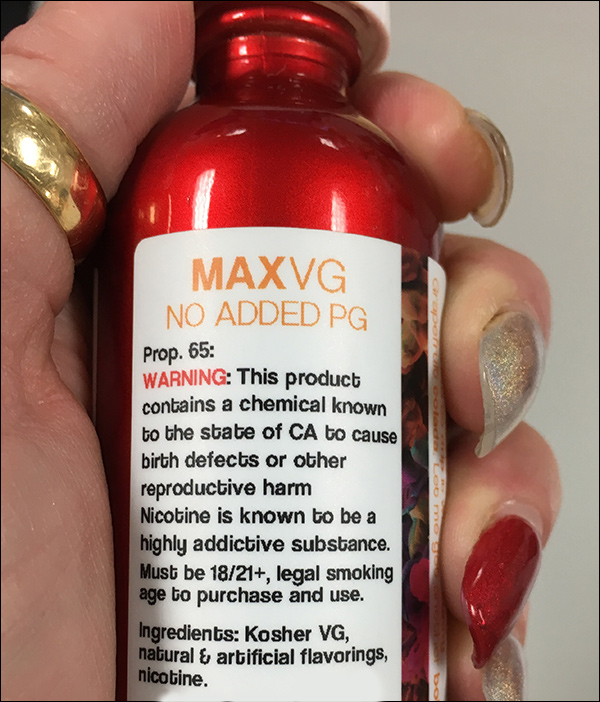 MAXVG
NO ADDED PG
Prop. 65:
WARNING: This product
contains a chemical known
to the state of CA to cause
birth defects or other
reproductive harm
Nicotine is known to be a
highly addictive substance.
Must be 18/21+, legal smoking
age to purchase and use.
Ingredients: Kosher VG,
natural & artificial flavorings,
nicotine.